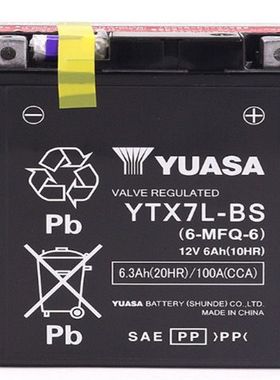 YUASA
VALVE REGULATED
YTX7L-BS
(6-MFQ-6)
12V 6Ah(10HR)
6.3Ah(20HR)/100A(CCA)
Pb
Pb
YUASA BATTERY (SHUNDE) CO.,LTD.
MADE IN CHINA
SAE PP >PP(